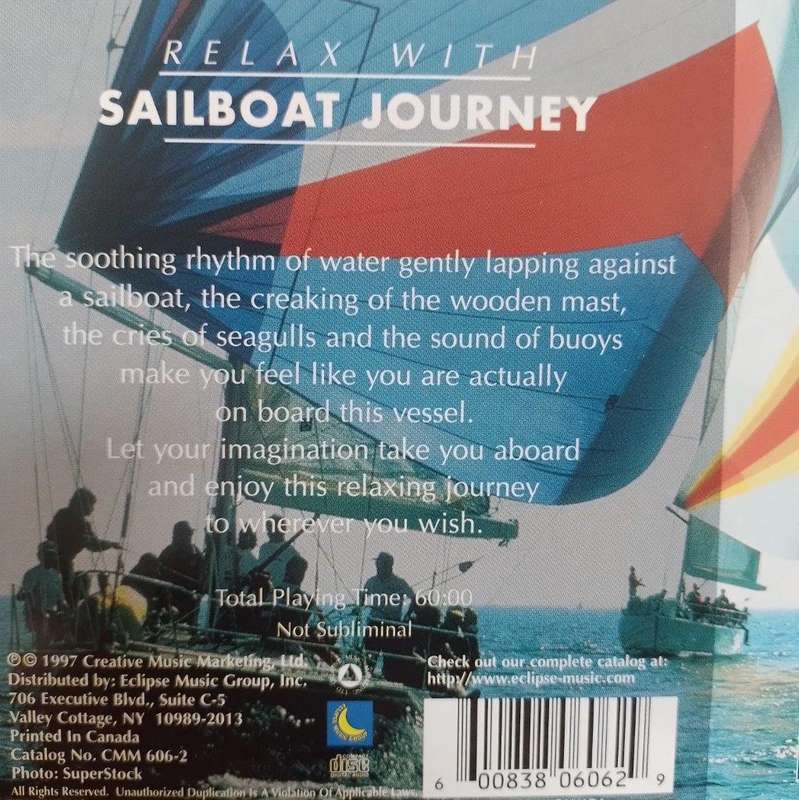 RELAX WITH
SAILBOAT JOURNEY
The soothing rhythm of water gently lapping against
a sailboat, the creaking of the wooden mast,
the cries of seagulls and the sound of buoys
make you feel like you are actually
on board this vessel.
Let your imagination take you aboard
and enjoy this relaxing journey
to wherever you wish.
Total Playing Time: 60:00
Not Subliminal
℗© 1997 Creative Music Marketing, Ltd.
Distributed by: Eclipse Music Group, Inc.
706 Executive Blvd., Suite C-5
Valley Cottage, NY 10989-2013
Printed In Canada
Catalog No. CMM 606-2
Photo: SuperStock
All Rights Reserved. Unauthorized Duplication Is A Violation Of Applicable Laws.
COMPACT
disc
DIGITAL AUDIO
Check out our complete catalog at:
http://www.eclipse-music.com
6 00838 06062 9